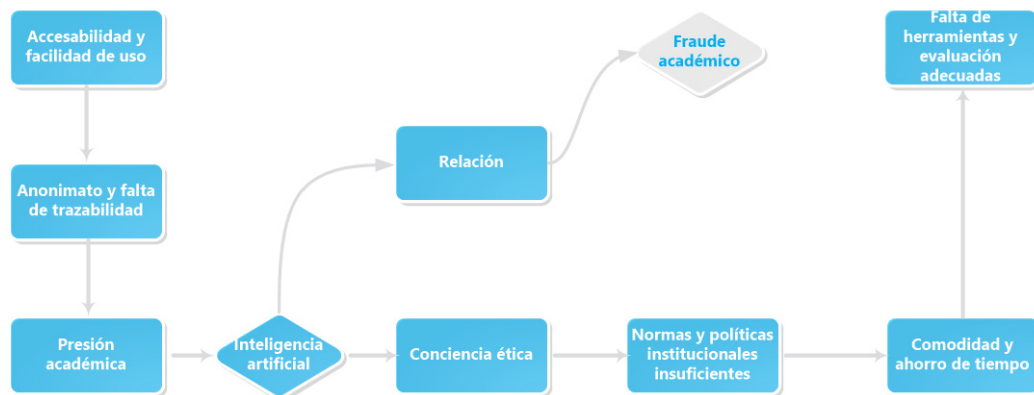 Accesabilidad y
facilidad de uso
Fraude
académico
Falta de
herramientas y
evaluación
adecuadas
Relación
Anonimato y falta
de trazabilidad
Presión
académica
Inteligencia
artificial
Conciencia ética
Normas y políticas
institucionales
insuficientes
Comodidad y
ahorro de tiempo